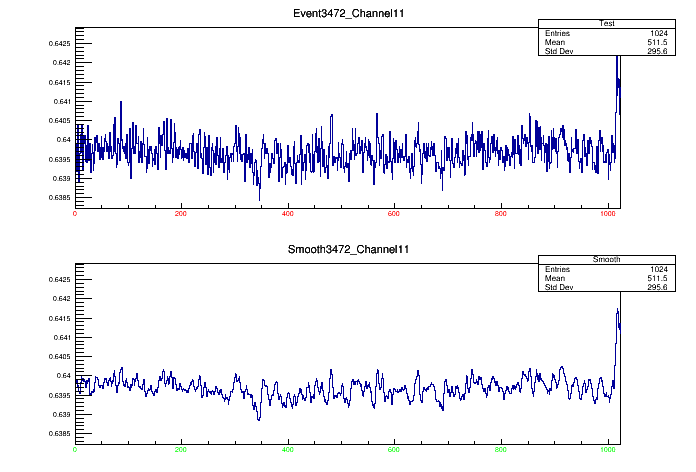 Event3472_Channel11
Test
Entries 1024
Mean 511.5
Std Dev 295.6
0.6425
0.642
0.6415
0.641
0.6405
0.64
0.6395
0.639
0.6385
0 200 400 600 800 1000
Smooth3472_Channel11
Smooth
Entries 1024
Mean 511.5
Std Dev 295.6
0.6425
0.642
0.6415
0.641
0.6405
0.64
0.6395
0.639
0.6385
0 200 400 600 800 1000